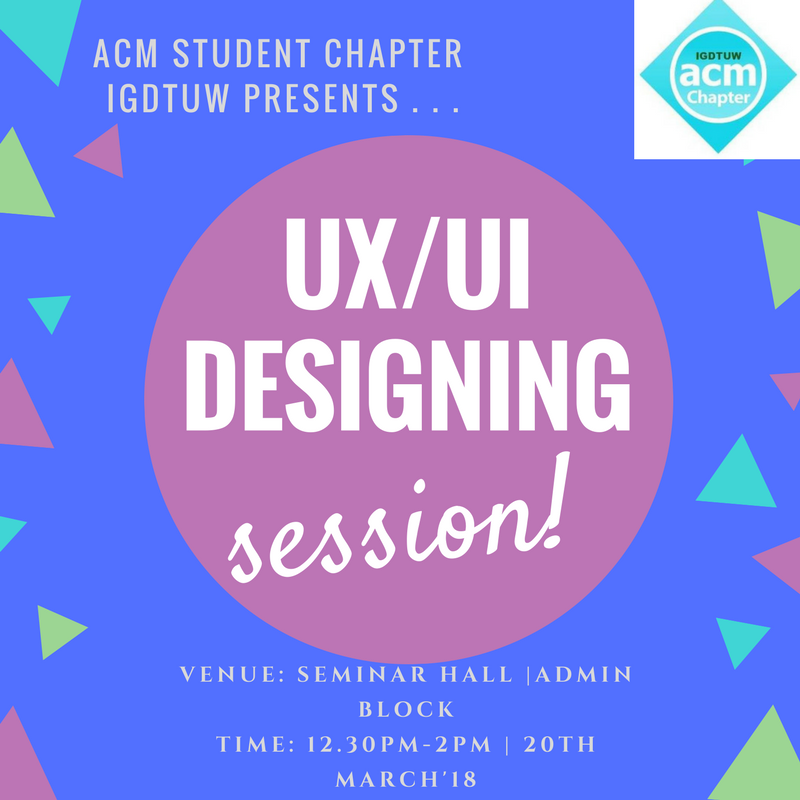 ACM STUDENT CHAPTER
IGDTUW PRESENTS . . .
IGDTUW
acm
Chapter
UX/UI
DESIGNING
session!
VENUE: SEMINAR HALL |ADMIN
BLOCK
TIME: 12.30PM-2PM | 20TH
MARCH'18